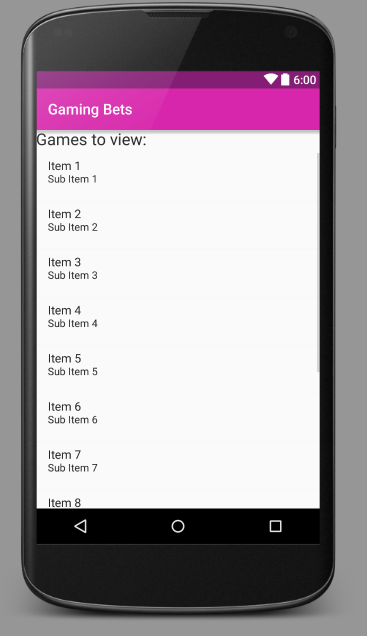 6:00
Gaming Bets
Games to view:
Item 1
Sub Item 1
Item 2
Sub Item 2
Item 3
Sub Item 3
Item 4
Sub Item 4
Item 5
Sub Item 5
Item 6
Sub Item 6
Item 7
Sub Item 7
Item 8